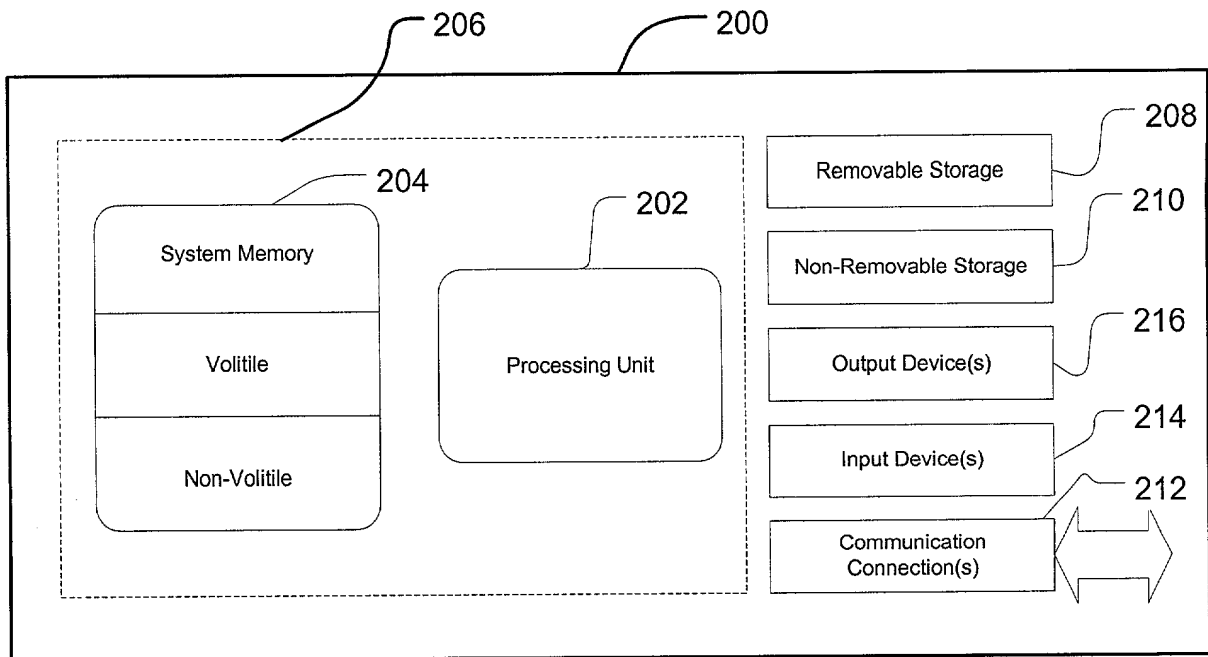 206
200
204
System Memory
Volitile
Non-Volitile
202
Processing Unit
Removable Storage
208
Non-Removable Storage
210
Output Device(s)
216
Input Device(s)
214
Communication
Connection(s)
212